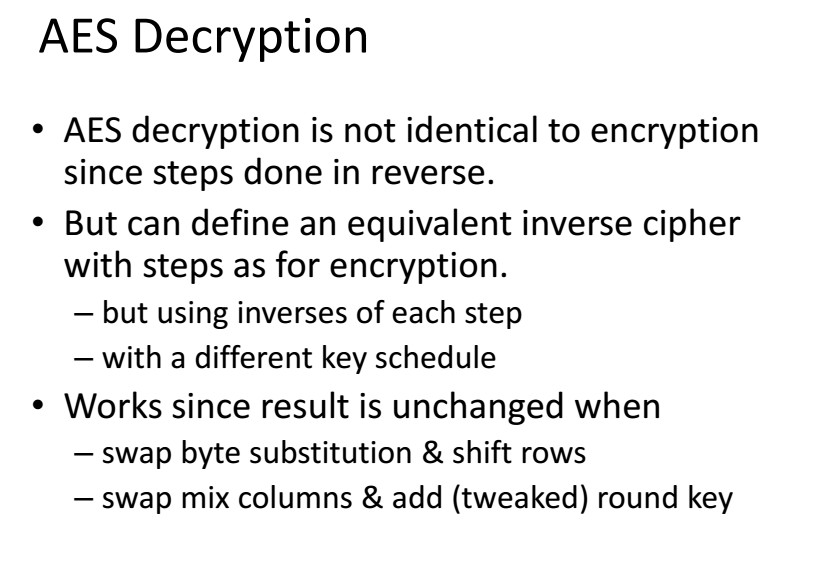 AES Decryption
• AES decryption is not identical to encryption
since steps done in reverse.
• But can define an equivalent inverse cipher
with steps as for encryption.
– but using inverses of each step
– with a different key schedule
• Works since result is unchanged when
– swap byte substitution & shift rows
– swap mix columns & add (tweaked) round key